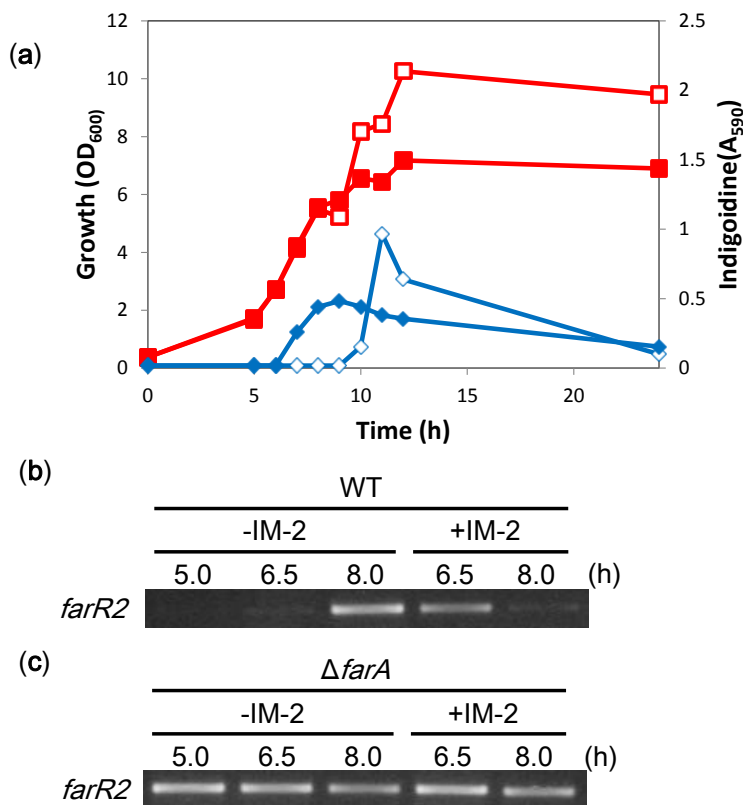 (a)
Growth (OD600)
12
10
8
6
4
2
0
2.5
2
1.5
1
0.5
0
Indigoidine(A590)
0 5 10 15 20
Time (h)
(b)
WT
-IM-2 +IM-2
5.0 6.5 8.0 6.5 8.0 (h)
farR2
(c)
ΔfarA
-IM-2 +IM-2
5.0 6.5 8.0 6.5 8.0 (h)
farR2